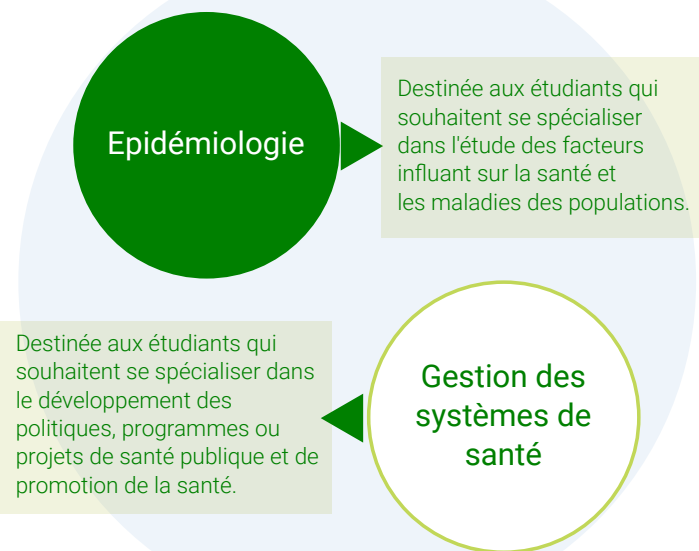 Epidémiologie
Destinée aux étudiants qui
souhaitent se spécialiser
dans l'étude des facteurs
influant sur la santé et
les maladies des populations.
Destinée aux étudiants qui
souhaitent se spécialiser dans
le développement des
politiques, programmes ou
projets de santé publique et de
promotion de la santé.
Gestion des
systèmes de
santé